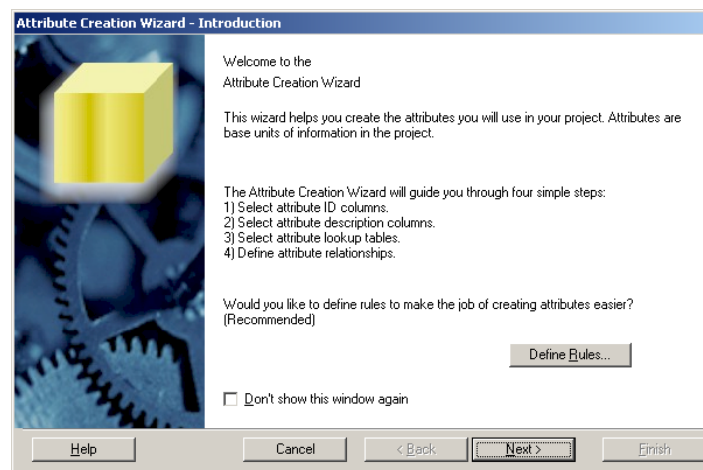 Attribute Creation Wizard - Introduction
Welcome to the
Attribute Creation Wizard
This wizard helps you create the attributes you will use in your project. Attributes are
base units of information in the project.
The Attribute Creation Wizard will guide you through four simple steps:
1) Select attribute ID columns.
2) Select attribute description columns.
3) Select attribute lookup tables.
4) Define attribute relationships.
Would you like to define rules to make the job of creating attributes easier?
(Recommended)
Define Rules...
Don't show this window again
Help Cancel < Back Next > Finish